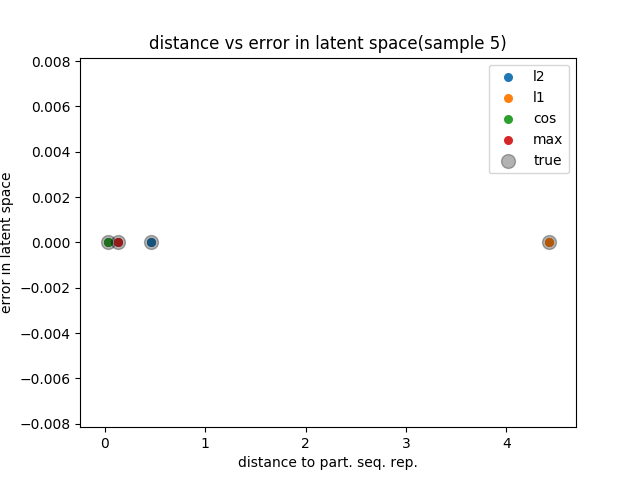 distance vs error in latent space(sample 5)
l2
l1
cos
max
true
0.008
0.006
0.004
0.002
0.000
−0.002
−0.004
−0.006
−0.008
error in latent space
0 1 2 3 4
distance to part. seq. rep.